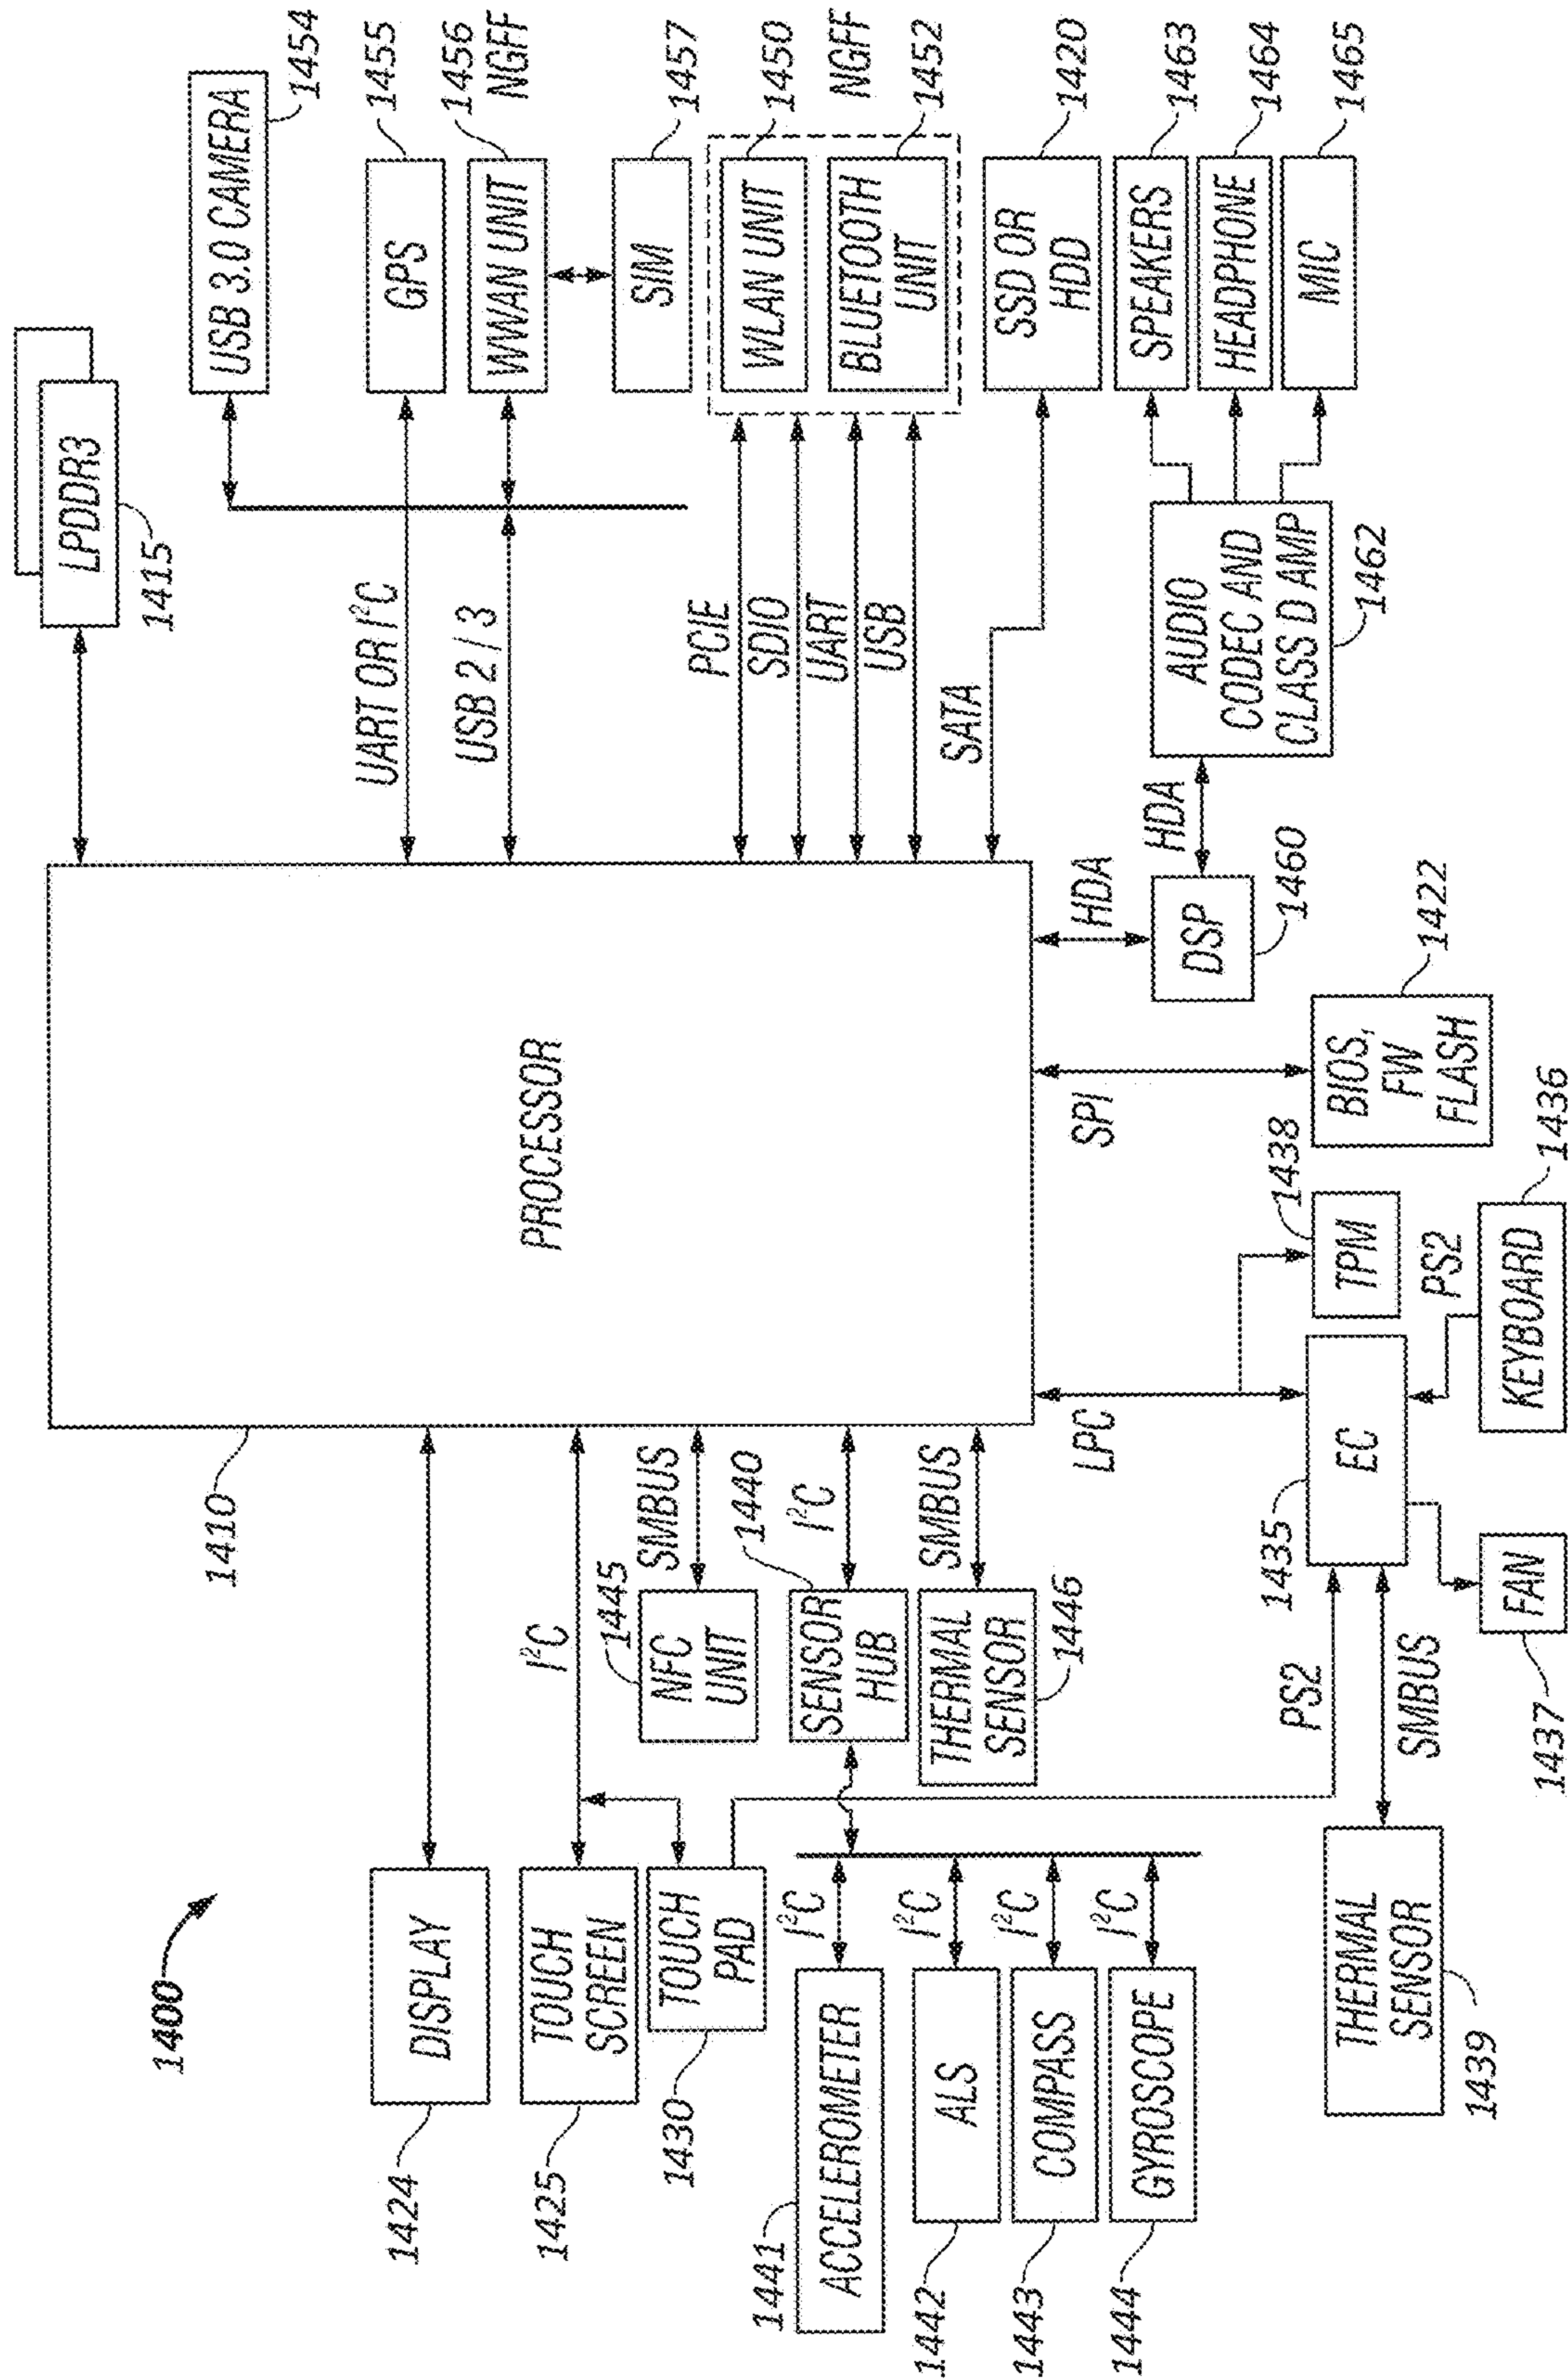 1400
1410
PROCESSOR
LPDDR3
1415
DISPLAY
1424
TOUCH
SCREEN
1425
I²C
TOUCH
PAD
1430
NFC
UNIT
1445
SMBUS
SENSOR
HUB
1440
I²C
THERMAL
SENSOR
1446
SMBUS
ACCELEROMETER
1441
I²C
ALS
1442
I²C
COMPASS
1443
I²C
GYROSCOPE
1444
I²C
THERMAL
SENSOR
1439
SMBUS
PS2
FAN
1437
EC
1435
LPC
KEYBOARD
1436
PS2
TPM
1438
SPI
BIOS,
FW
FLASH
1422
HDA
DSP
1460
HDA
AUDIO
CODEC AND
CLASS D AMP
1462
USB 3.0 CAMERA
1454
UART OR I²C
GPS
1455
USB 2 / 3
WWAN UNIT
1456
NGFF
SIM
1457
PCIE
SDIO
UART
USB
WLAN UNIT
1450
NGFF
BLUETOOTH
UNIT
1452
SATA
SSD OR
HDD
1420
SPEAKERS
1463
HEADPHONE
1464
MIC
1465